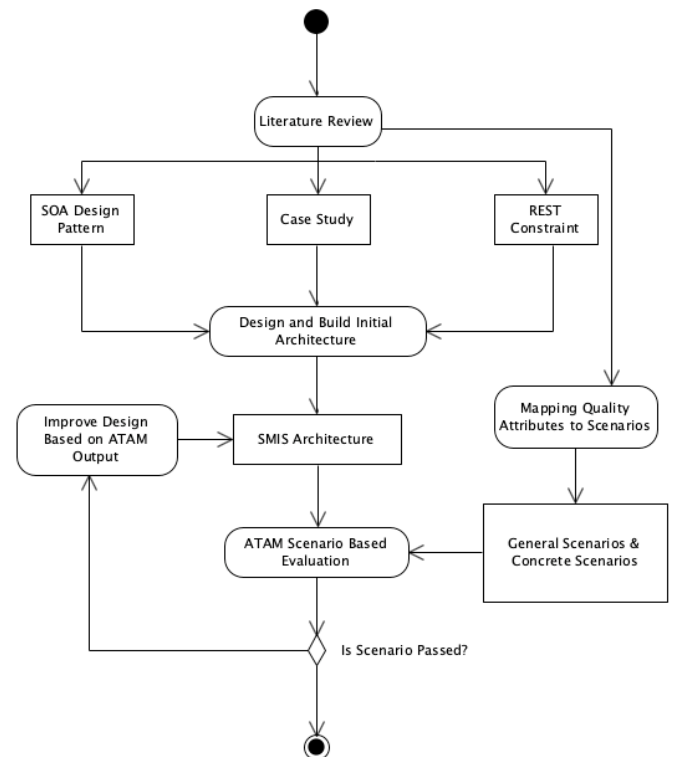 Literature Review
SOA Design
Pattern
Case Study
REST
Constraint
Design and Build Initial
Architecture
Improve Design
Based on ATAM
Output
SMIS Architecture
Mapping Quality
Attributes to Scenarios
ATAM Scenario Based
Evaluation
General Scenarios &
Concrete Scenarios
Is Scenario Passed?